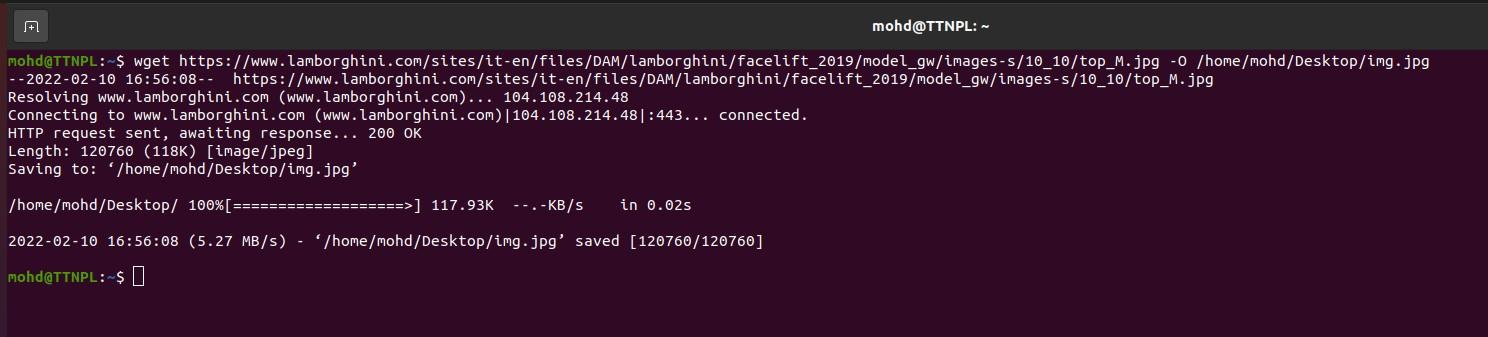 mohd@TTNPL: ~
mohd@TTNPL:~$ wget https://www.lamborghini.com/sites/it-en/files/DAM/lamborghini/facelift_2019/model_gw/images-s/10_10/top_M.jpg -O /home/mohd/Desktop/img.jpg
--2022-02-10 16:56:08--  https://www.lamborghini.com/sites/it-en/files/DAM/lamborghini/facelift_2019/model_gw/images-s/10_10/top_M.jpg
Resolving www.lamborghini.com (www.lamborghini.com)... 104.108.214.48
Connecting to www.lamborghini.com (www.lamborghini.com)|104.108.214.48|:443... connected.
HTTP request sent, awaiting response... 200 OK
Length: 120760 (118K) [image/jpeg]
Saving to: ‘/home/mohd/Desktop/img.jpg’
/home/mohd/Desktop/ 100%[===================>] 117.93K  --.-KB/s    in 0.02s
2022-02-10 16:56:08 (5.27 MB/s) - ‘/home/mohd/Desktop/img.jpg’ saved [120760/120760]
mohd@TTNPL:~$